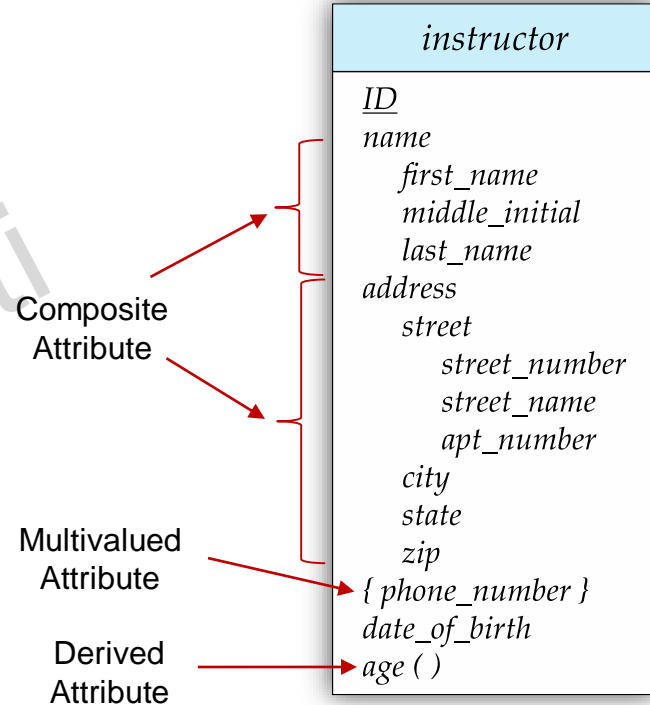 instructor
ID
name
first_name
middle_initial
last_name
address
street
street_number
street_name
apt_number
city
state
zip
{ phone_number }
date_of_birth
age ( )
Composite
Attribute
Multivalued
Attribute
Derived
Attribute